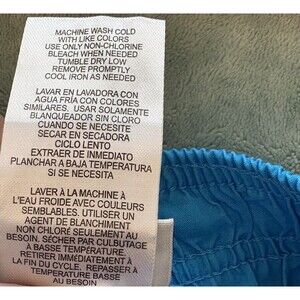 MACHINE WASH COLD
WITH LIKE COLORS
USE ONLY NON-CHLORINE
BLEACH WHEN NEEDED
TUMBLE DRY LOW
REMOVE PROMPTLY
COOL IRON AS NEEDED
LAVAR EN LAVADORA CON
AGUA FRIA CON COLORES
SIMILARES. USAR SOLAMENTE
BLANQUEADOR SIN CLORO
CUANDO SE NECESITE
SECAR EN SECADORA
CICLO LENTO
EXTRAER DE INMEDIATO
PLANCHAR A BAJA TEMPERATURA
SI SE NECESITA
LAVER À LA MACHINE À
L'EAU FROIDE AVEC COULEURS
SEMBLABLES. UTILISER UN
AGENT DE BLANCHIMENT
NON CHLORÉ SEULEMENT AU
BESOIN. SÉCHER PAR CULBUTAGE
À BASSE TEMPÉRATURE.
RETIRER IMMÉDIATEMENT À
LA FIN DU CYCLE. REPASSER À
TEMPÉRATURE BASSE
AU BESOIN